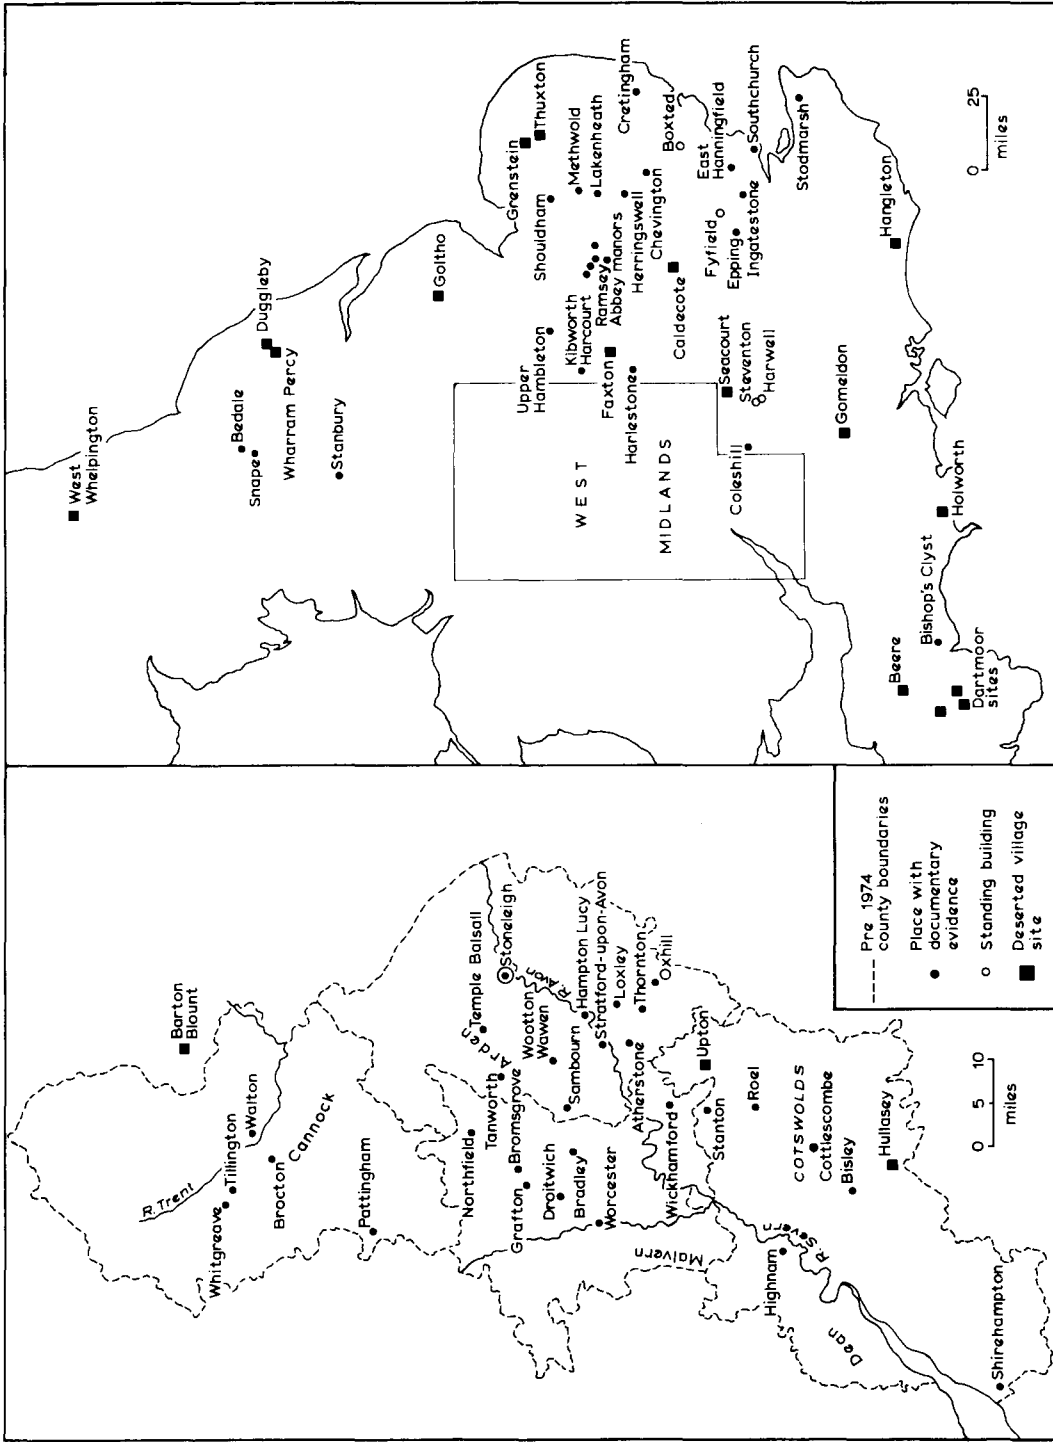 R. Trent
Whitgreave
Tillington
Walton
Brocton
Cannock
Pattingham
Barton
Blount
Northfield
Tanworth
Arden
Temple Balsall
Stoneleigh
R. Avon
Grafton
Bromsgrove
Droitwich
Bradley
Worcester
Wootton
Wawen
Sambourn
Hampton Lucy
Stratford-upon-Avon
Loxley
Thornton
Oxhill
Atherstone
Wickhamford
Upton
Stanton
Malvern
Roel
COTSWOLDS
Cottlescombe
Bisley
Hullasey
Highnam
R. Severn
Dean
Shirehampton
0 5 10
miles
Pre 1974
county boundaries
Place with
documentary
evidence
Standing building
Deserted village
site
West
Whelpington
Bedale
Snape
Duggleby
Wharram Percy
Stanbury
Goltho
Grenstein
Thuxton
Upper
Hambleton
Shouldham
Methwold
Lakenheath
Kibworth
Harcourt
Ramsey
Abbey manors
Faxton
Harlestone
Herringswell
Chevington
Cretingham
WEST
MIDLANDS
Caldecote
Boxted
East
Hanningfield
Southchurch
Fyfield
Epping
Ingatestone
Coleshill
Seacourt
Steventon
Harwell
Stodmarsh
Gomeldon
Hangleton
Beere
Bishop's Clyst
Holworth
Dartmoor
sites
0 25
miles